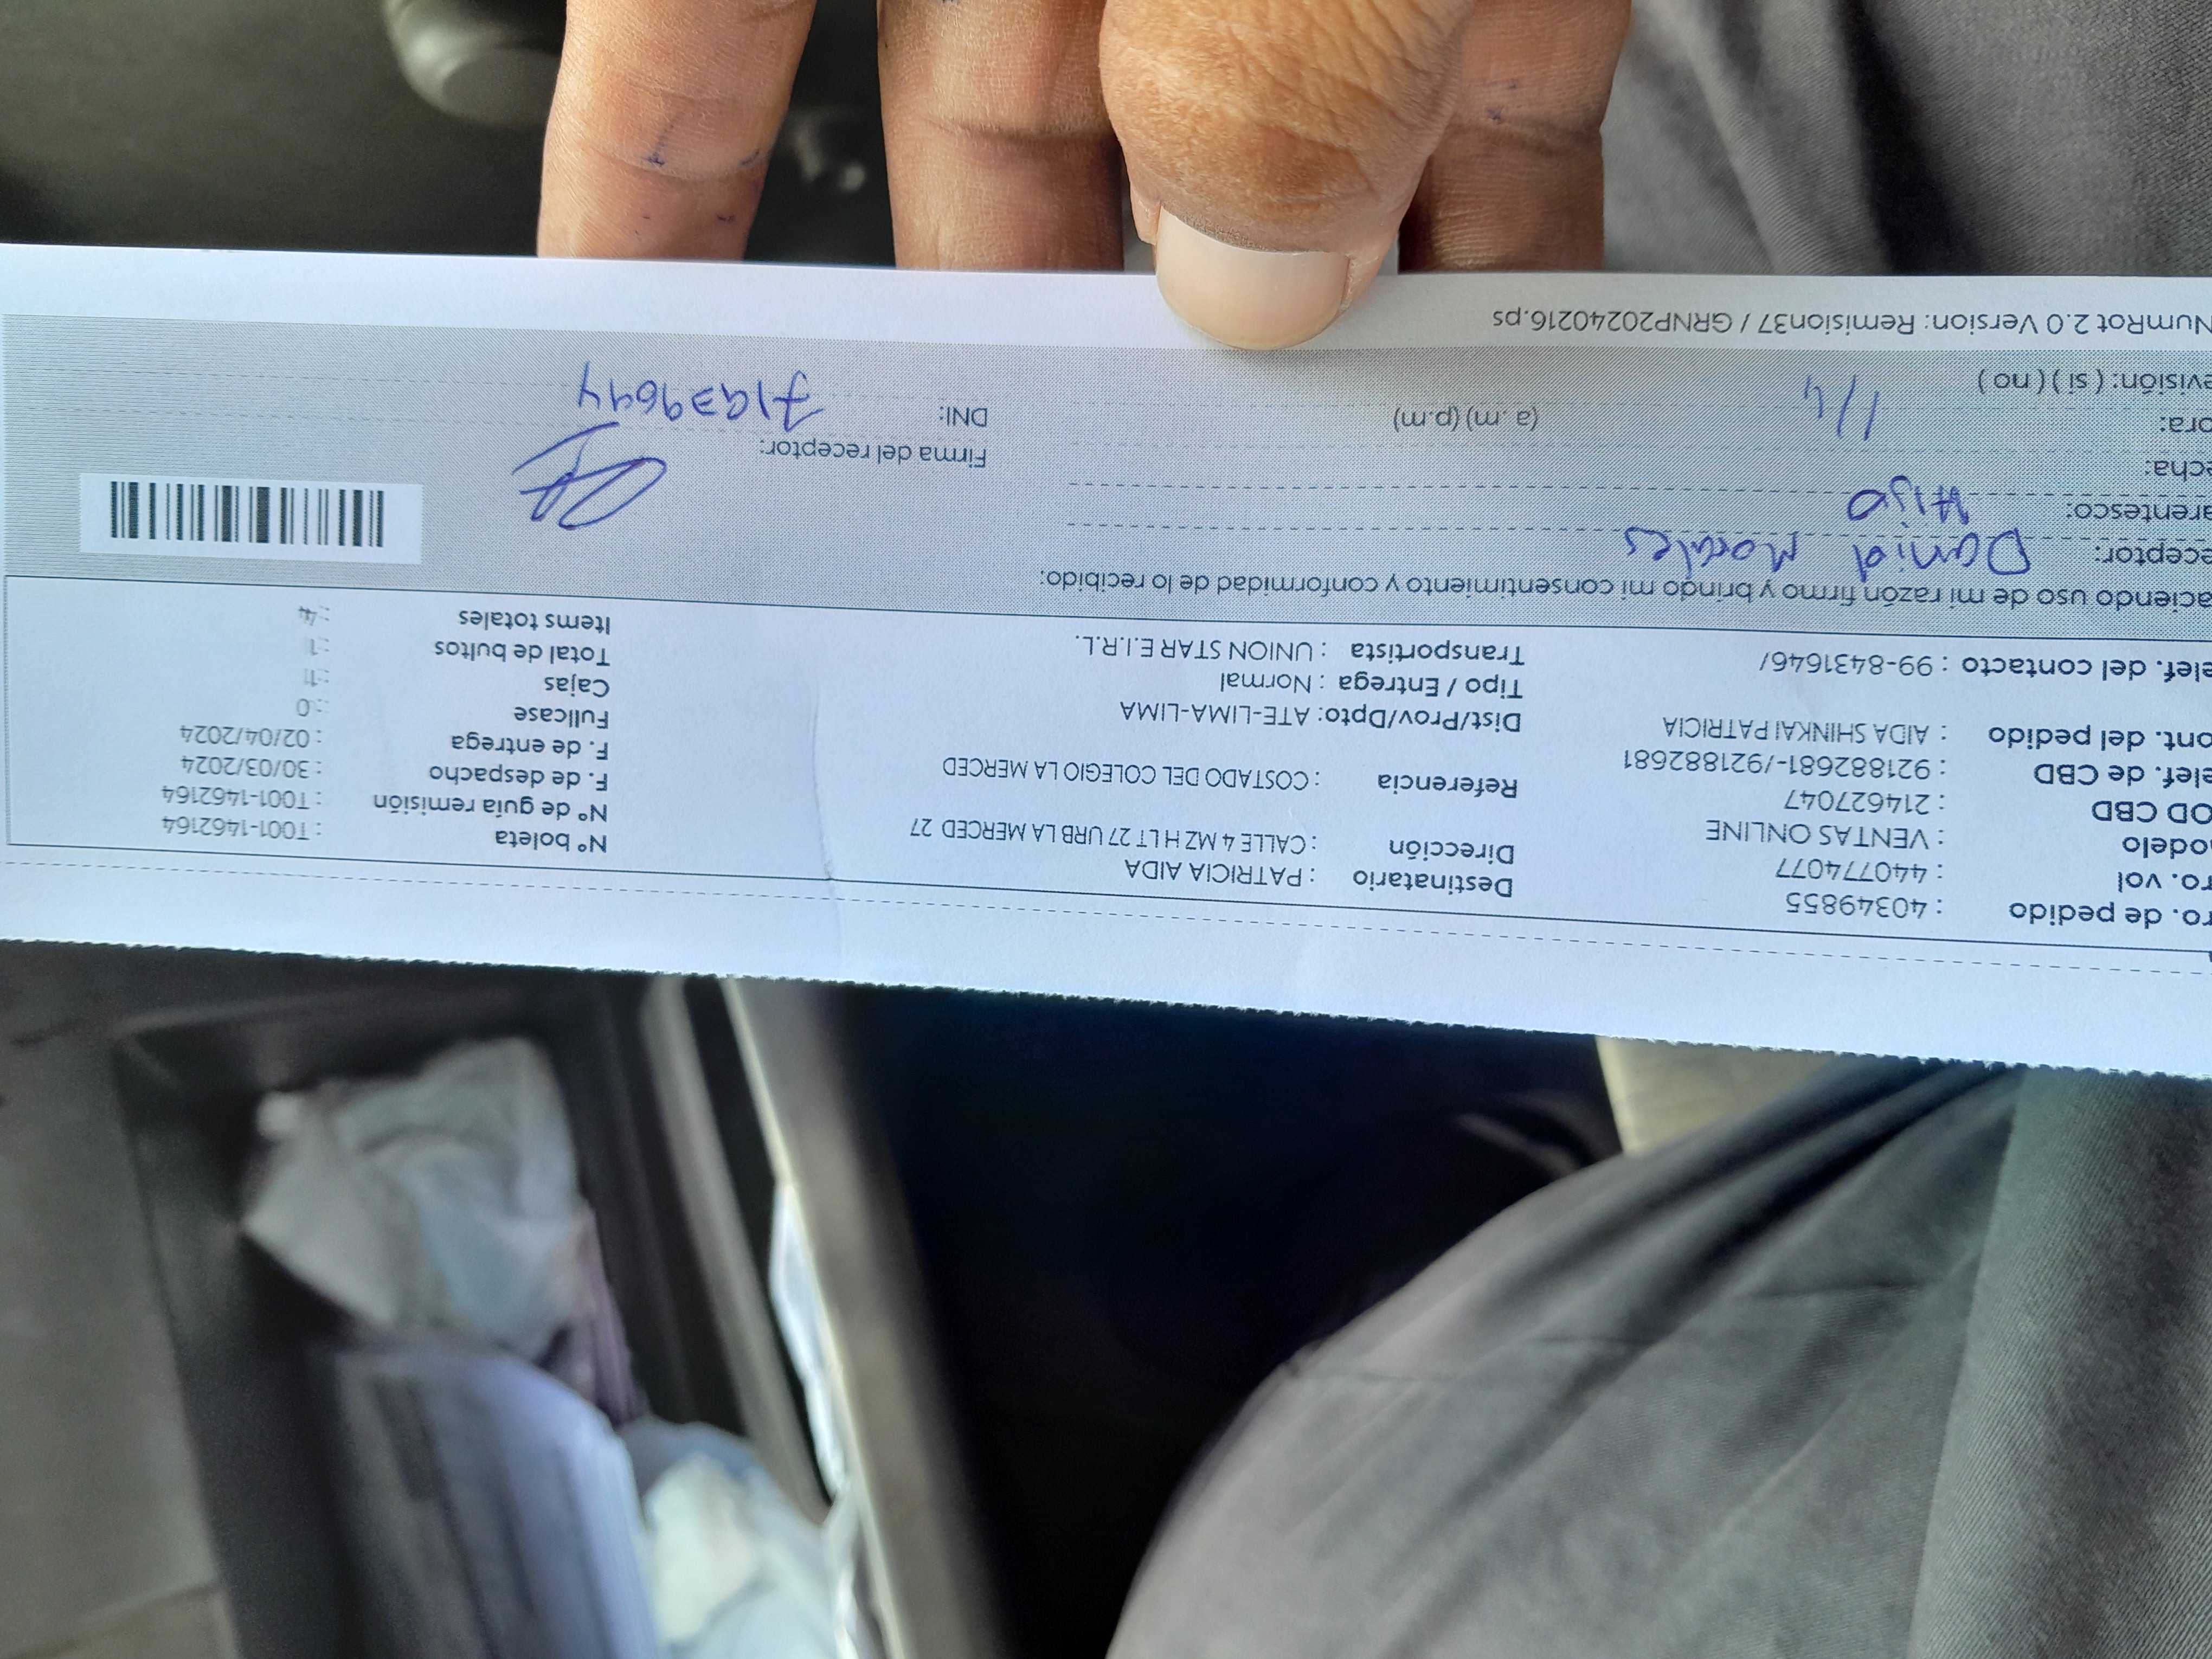 ro. de pedido : 40349855 Destinatario : PATRICIA AIDA Nº boleta : T001-1462164
ro. vol : 440774077 Dirección : CALLE 4 MZ H LT 27 URB LA MERCED 27 Nº de guía remisión : T001-1462164
odelo : VENTAS ONLINE F. de despacho : 30/03/2024
OD CBD : 214627047 Referencia : COSTADO DEL COLEGIO LA MERCED F. de entrega : 02/04/2024
elef. de CBD : 921882681-/921882681 Fullcase : 0
ont. del pedido : AIDA SHINKAI PATRICIA Dist/Prov/Dpto: ATE-LIMA-LIMA Cajas
Tipo / Entrega : Normal Total de bultos : 1
elef. del contacto : 99-8431646/ Transportista : UNION STAR E.I.R.L. Items totales : 4
aciendo uso de mi razón firmo y brindo mi consentimiento y conformidad de lo recibido:
eceptor: Daniel Morales
arentesco: Hijo
echa: Firma del receptor:
ora: 1/4 (a. m) (p.m) DNI: 71939644
evisión: ( si ) ( no )
NumRot 2.0 Version: Remision37 / GRNP20240216.ps